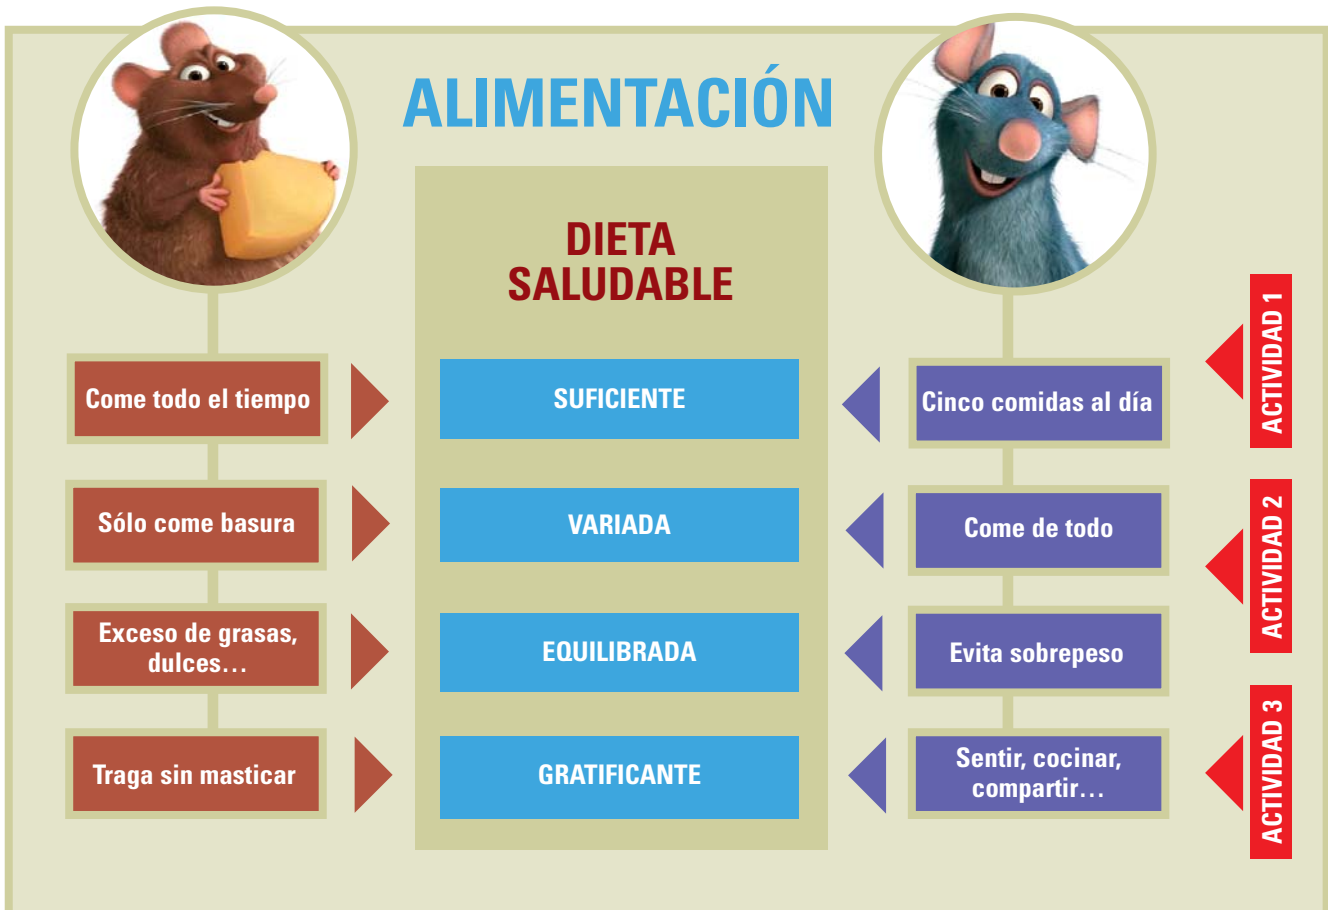 ALIMENTACIÓN
DIETA
SALUDABLE
Come todo el tiempo
SUFICIENTE
Cinco comidas al día
ACTIVIDAD 1
Sólo come basura
VARIADA
Come de todo
ACTIVIDAD 2
Exceso de grasas,
dulces…
EQUILIBRADA
Evita sobrepeso
Traga sin masticar
GRATIFICANTE
Sentir, cocinar,
compartir…
ACTIVIDAD 3